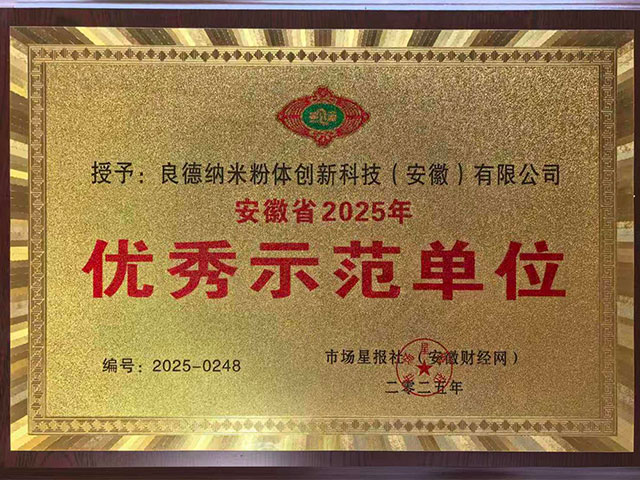 授予：良德纳米粉体创新科技（安徽）有限公司
安徽省2025年
优秀示范单位
编号：2025-0248
市场星报社 （安徽财经网）
二零二五年